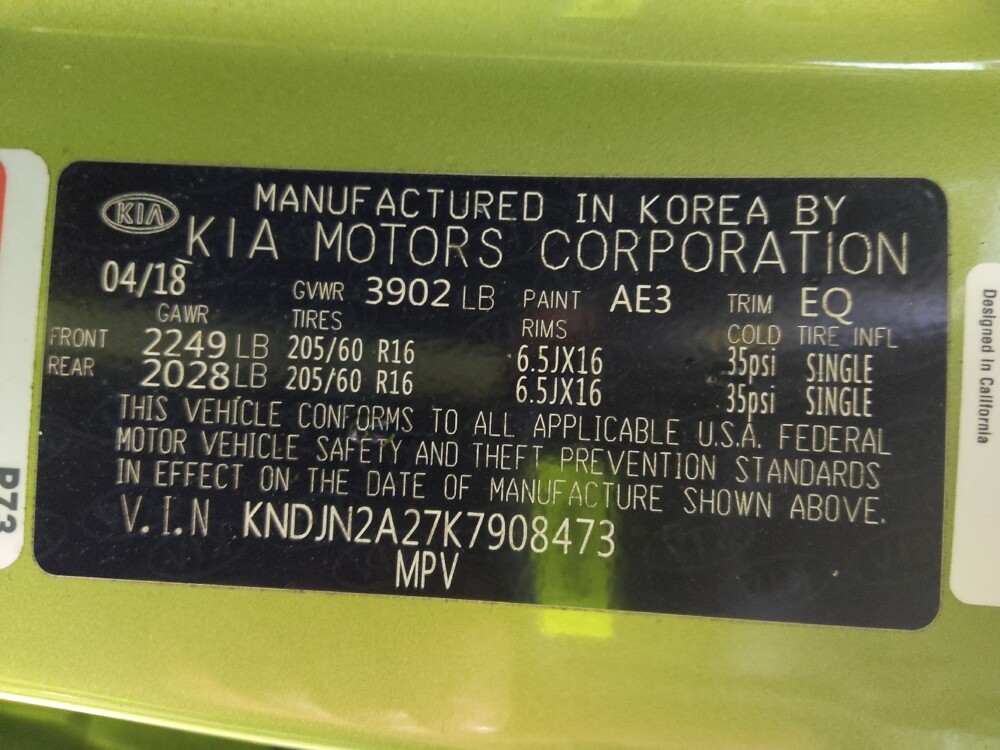 KIA
MANUFACTURED IN KOREA BY
KIA MOTORS CORPORATION
04/18 GVWR 3902 LB PAINT AE3 TRIM EQ
GAWR TIRES RIMS COLD TIRE INFL
FRONT 2249 LB 205/60 R16 6.5JX16 35psi SINGLE
REAR 2028 LB 205/60 R16 6.5JX16 35psi SINGLE
THIS VEHICLE CONFORMS TO ALL APPLICABLE U.S.A. FEDERAL
MOTOR VEHICLE SAFETY AND THEFT PREVENTION STANDARDS
IN EFFECT ON THE DATE OF MANUFACTURE SHOWN ABOVE.
V.I.N KNDJN2A27K7908473
MPV
Designed In California